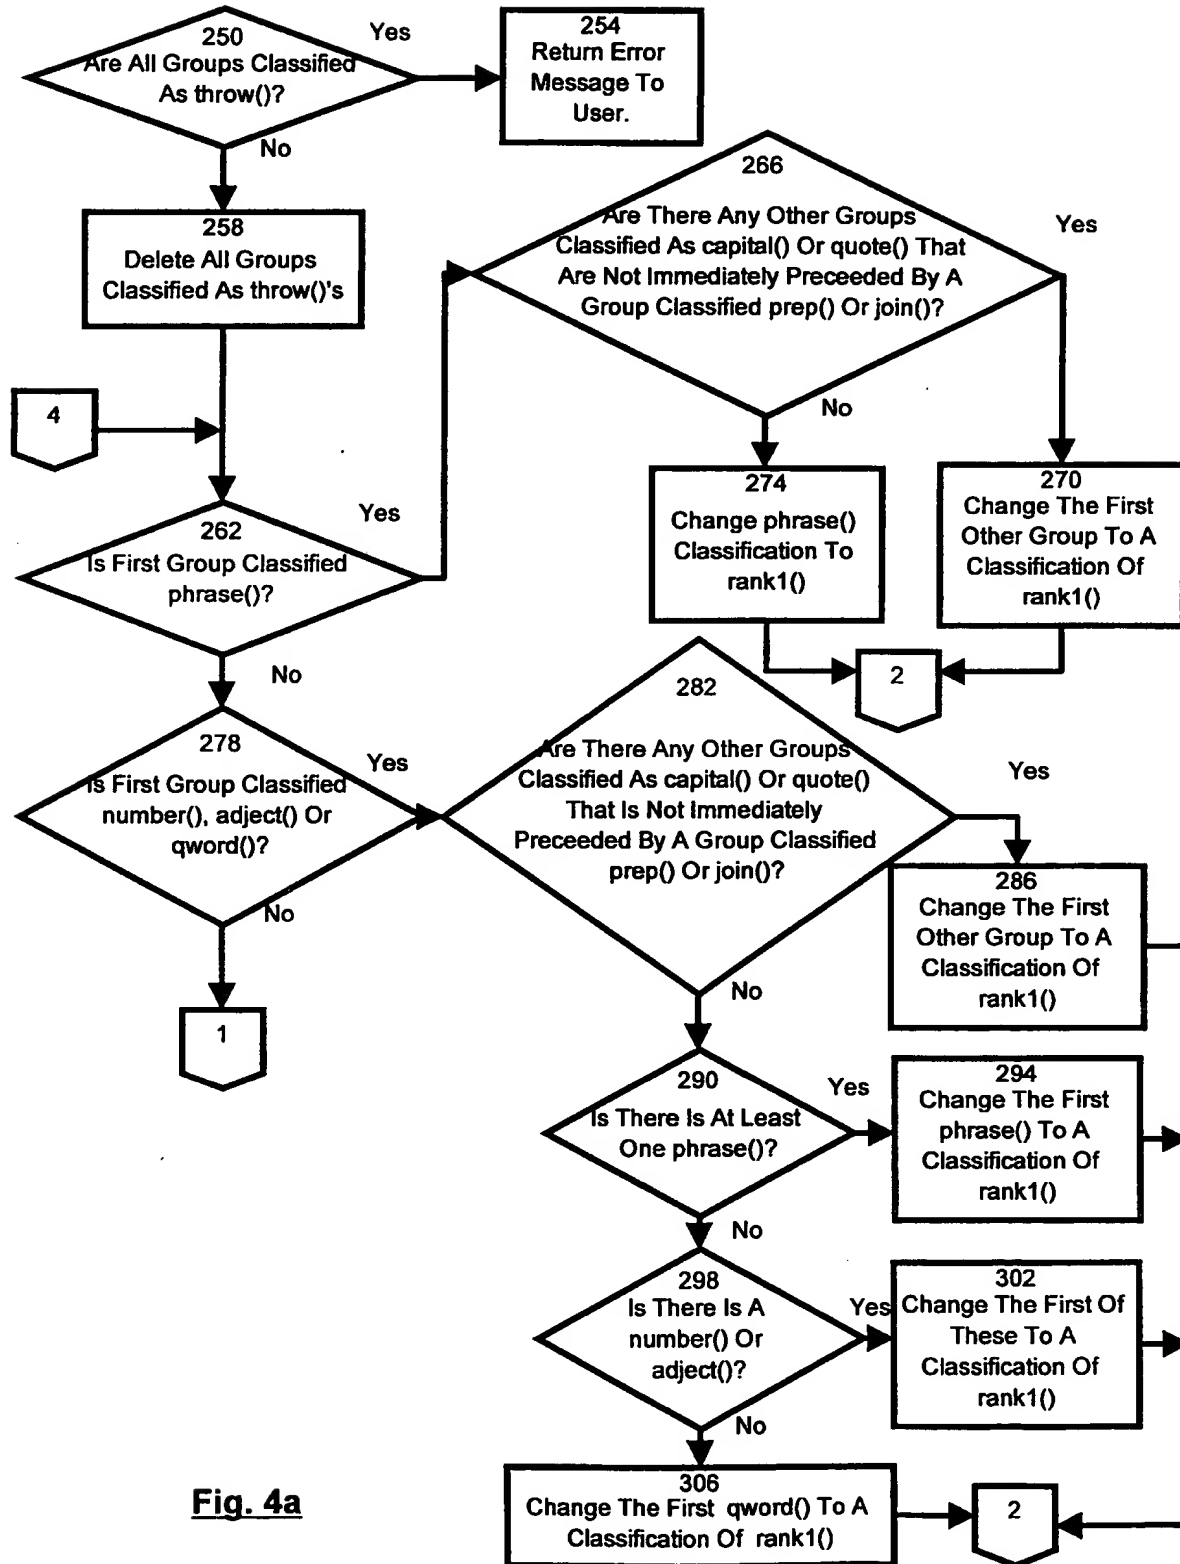 250
Are All Groups Classified
As throw()?
Yes
No
254
Return Error
Message To
User.
258
Delete All Groups
Classified As throw()'s
4
262
Is First Group Classified
phrase()?
Yes
No
266
Are There Any Other Groups
Classified As capital() Or quote() That
Are Not Immediately Preceeded By A
Group Classified prep() Or join()?
Yes
No
274
Change phrase()
Classification To
rank1()
270
Change The First
Other Group To A
Classification Of
rank1()
2
278
Is First Group Classified
number(), adject() Or
qword()?
Yes
No
1
282
Are There Any Other Groups
Classified As capital() Or quote()
That Is Not Immediately
Preceeded By A Group Classified
prep() Or join()?
Yes
No
286
Change The First
Other Group To A
Classification Of
rank1()
290
Is There Is At Least
One phrase()?
Yes
No
294
Change The First
phrase() To A
Classification Of
rank1()
298
Is There Is A
number() Or
adject()?
Yes
No
302
Change The First Of
These To A
Classification Of
rank1()
306
Change The First qword() To A
Classification Of rank1()
2
Fig. 4a